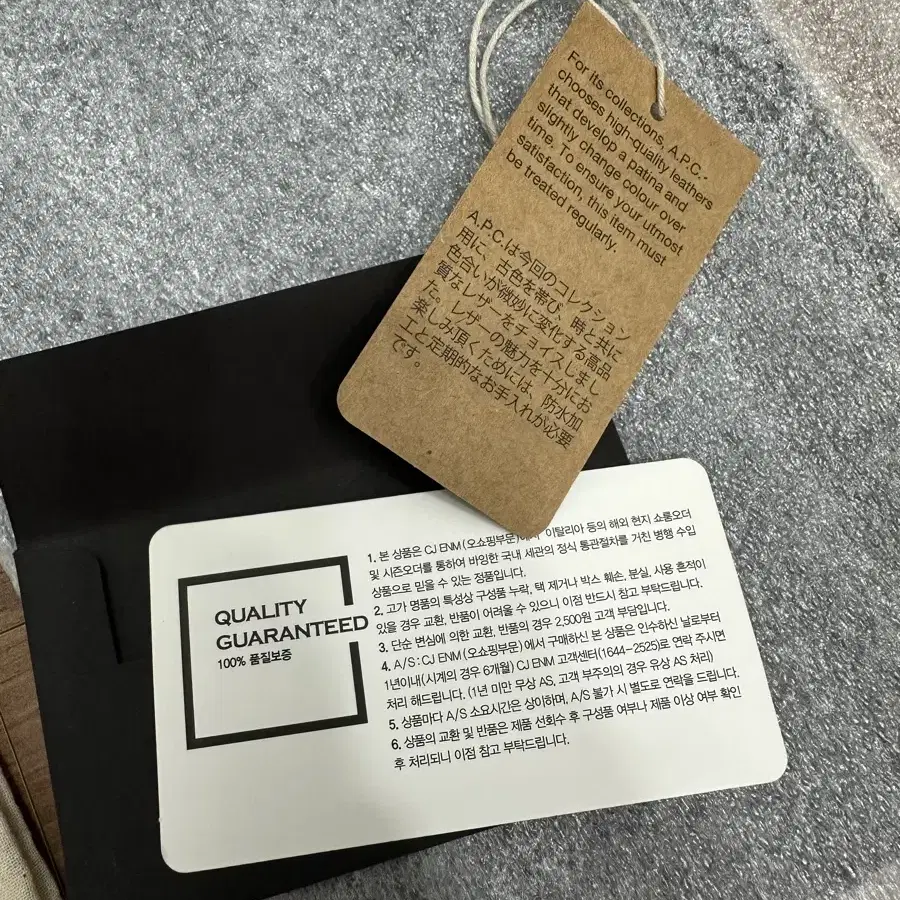 For its collections, A.P.C.-
chooses high-quality leathers
that develop a patina and
slightly change colour over
time. To ensure your utmost
satisfaction, this item must
be treated regularly.
A.P.C.は今回のコレクション
用に、古色を帯び、時と共に
色合いが微妙に変化する高品
質なレザーをチョイスしまし
た。レザーの魅力を十分にお
楽しみ頂くためには、防水加
工と定期的なお手入れが必要
です。
QUALITY
GUARANTEED
100% 품질보증
1. 본 상품은 CJ ENM (오쇼핑부문) 이탈리아 등의 해외 현지 쇼룸오더
및 시즌오더를 통하여 바잉한 국내 세관의 정식 통관절차를 거친 병행 수입
상품으로 믿을 수 있는 정품입니다.
2. 고가 명품의 특성상 구성품 누락, 택 제거나 박스 훼손, 분실, 사용 흔적이
있을 경우 교환, 반품이 어려울 수 있으니 이점 반드시 참고 부탁드립니다.
3. 단순 변심에 의한 교환, 반품의 경우 2,500원 고객 부담입니다.
4. A/S : CJ ENM (오쇼핑부문) 에서 구매하신 본 상품은 인수하신 날로부터
1년이내(시계의 경우 6개월) CJ ENM 고객센터(1644-2525)로 연락 주시면
처리 해드립니다. (1년 미만 무상 AS, 고객 부주의의 경우 유상 AS 처리)
5. 상품마다 A/S 소요시간은 상이하며, A/S 불가 시 별도로 연락을 드립니다.
6. 상품의 교환 및 반품은 제품 선회수 후 구성품 여부나 제품 이상 여부 확인
후 처리되니 이점 참고 부탁드립니다.